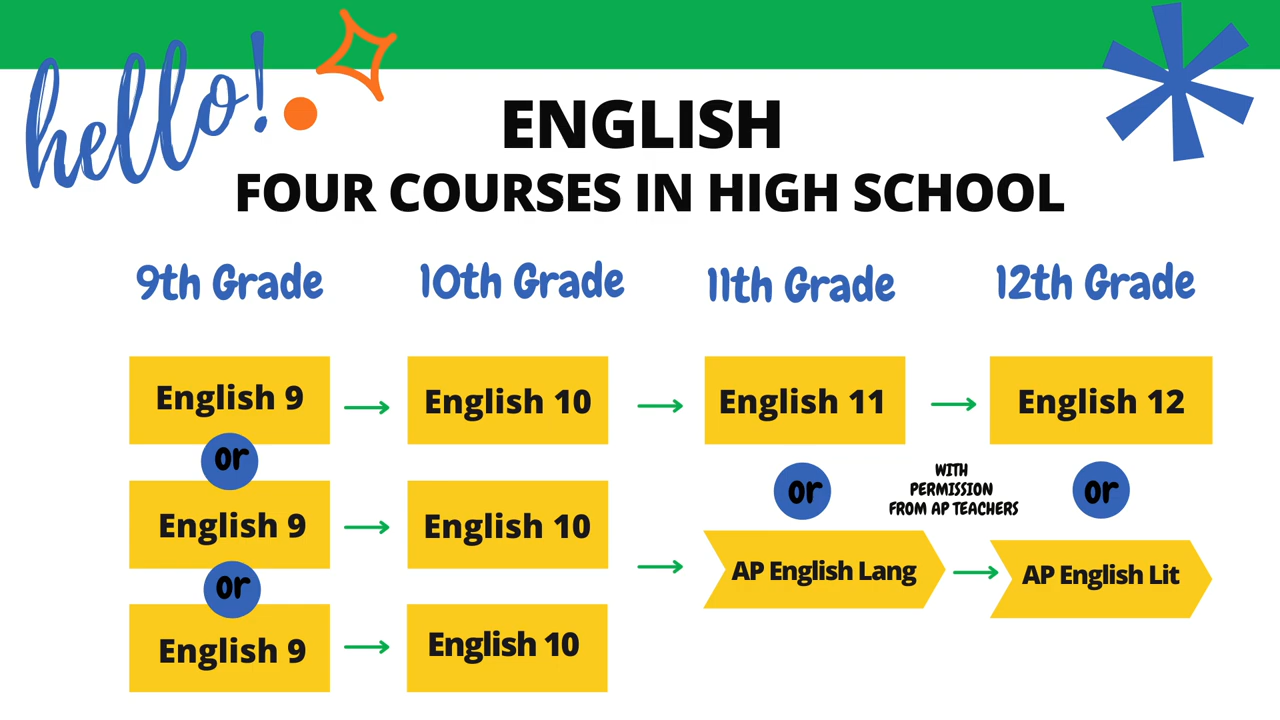 hello!
ENGLISH
FOUR COURSES IN HIGH SCHOOL
9th Grade
10th Grade
11th Grade
12th Grade
English 9
English 10
English 11
English 12
or
English 9
English 10
or
WITH
PERMISSION
FROM AP TEACHERS
or
AP English Lang
AP English Lit
or
English 9
English 10